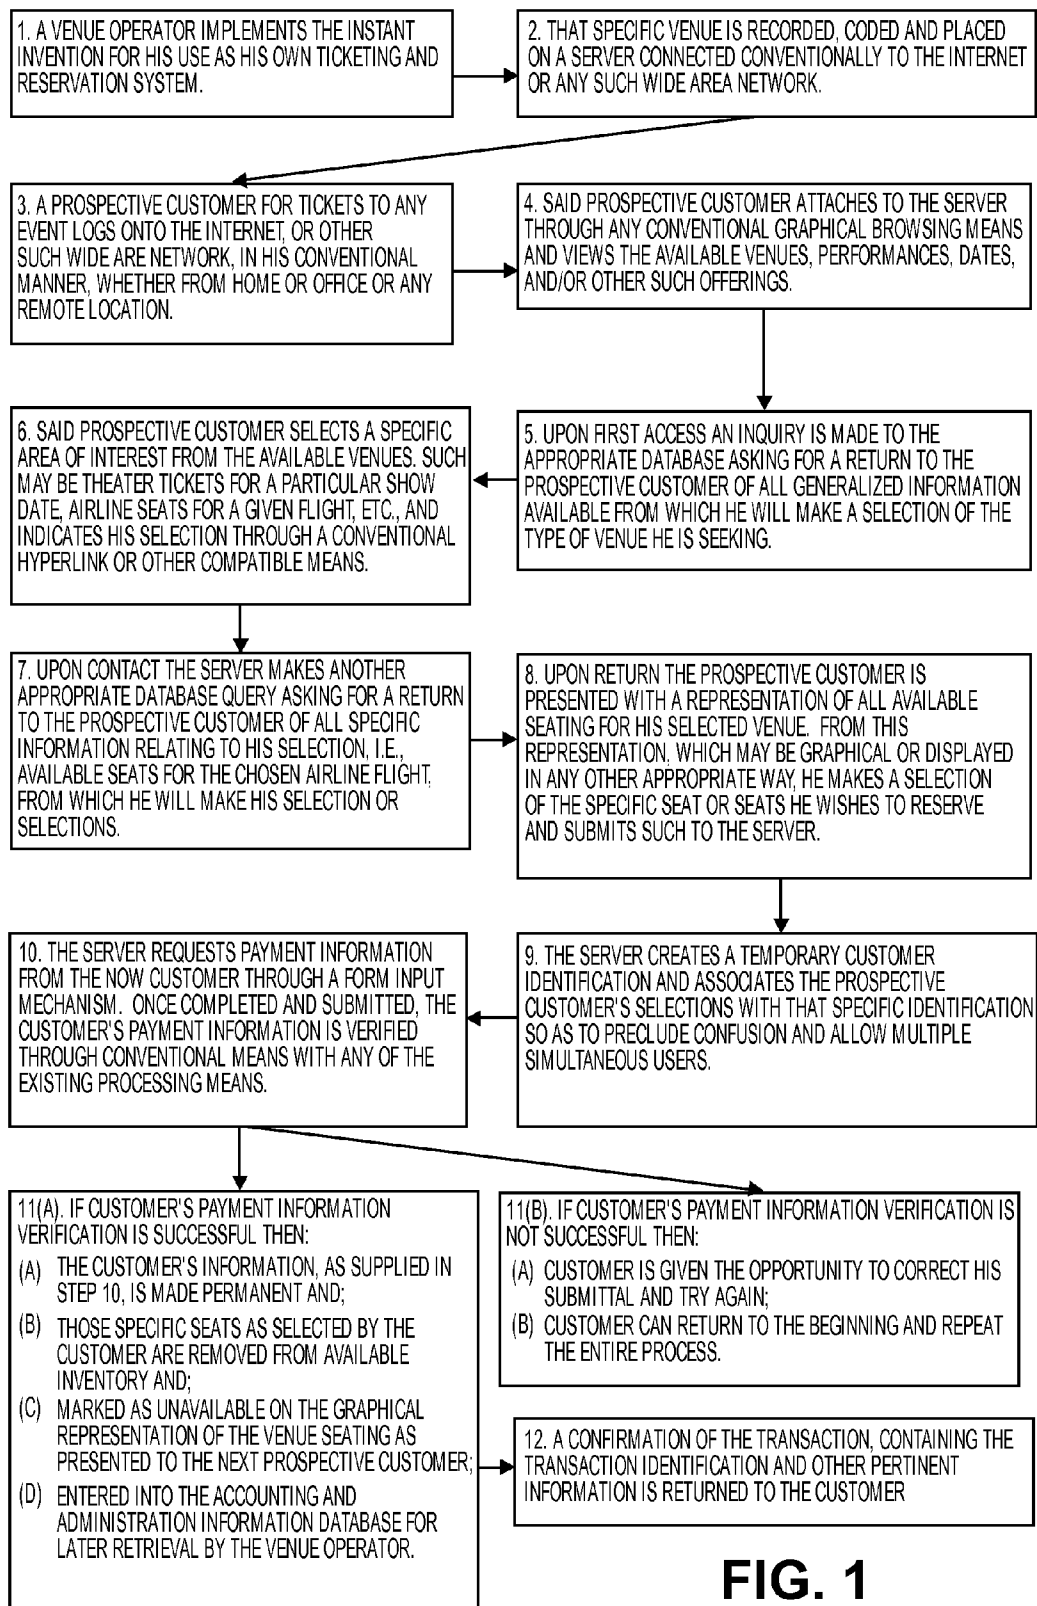 1. A VENUE OPERATOR IMPLEMENTS THE INSTANT
INVENTION FOR HIS USE AS HIS OWN TICKETING AND
RESERVATION SYSTEM.
2. THAT SPECIFIC VENUE IS RECORDED, CODED AND PLACED
ON A SERVER CONNECTED CONVENTIONALLY TO THE INTERNET
OR ANY SUCH WIDE AREA NETWORK.
3. A PROSPECTIVE CUSTOMER FOR TICKETS TO ANY
EVENT LOGS ONTO THE INTERNET, OR OTHER
SUCH WIDE ARE NETWORK, IN HIS CONVENTIONAL
MANNER, WHETHER FROM HOME OR OFFICE OR ANY
REMOTE LOCATION.
4. SAID PROSPECTIVE CUSTOMER ATTACHES TO THE SERVER
THROUGH ANY CONVENTIONAL GRAPHICAL BROWSING MEANS
AND VIEWS THE AVAILABLE VENUES, PERFORMANCES, DATES,
AND/OR OTHER SUCH OFFERINGS.
5. UPON FIRST ACCESS AN INQUIRY IS MADE TO THE
APPROPRIATE DATABASE ASKING FOR A RETURN TO THE
PROSPECTIVE CUSTOMER OF ALL GENERALIZED INFORMATION
AVAILABLE FROM WHICH HE WILL MAKE A SELECTION OF THE
TYPE OF VENUE HE IS SEEKING.
6. SAID PROSPECTIVE CUSTOMER SELECTS A SPECIFIC
AREA OF INTEREST FROM THE AVAILABLE VENUES. SUCH
MAY BE THEATER TICKETS FOR A PARTICULAR SHOW
DATE, AIRLINE SEATS FOR A GIVEN FLIGHT, ETC., AND
INDICATES HIS SELECTION THROUGH A CONVENTIONAL
HYPERLINK OR OTHER COMPATIBLE MEANS.
7. UPON CONTACT THE SERVER MAKES ANOTHER
APPROPRIATE DATABASE QUERY ASKING FOR A RETURN
TO THE PROSPECTIVE CUSTOMER OF ALL SPECIFIC
INFORMATION RELATING TO HIS SELECTION, I.E.,
AVAILABLE SEATS FOR THE CHOSEN AIRLINE FLIGHT,
FROM WHICH HE WILL MAKE HIS SELECTION OR
SELECTIONS.
8. UPON RETURN THE PROSPECTIVE CUSTOMER IS
PRESENTED WITH A REPRESENTATION OF ALL AVAILABLE
SEATING FOR HIS SELECTED VENUE. FROM THIS
REPRESENTATION, WHICH MAY BE GRAPHICAL OR DISPLAYED
IN ANY OTHER APPROPRIATE WAY, HE MAKES A SELECTION
OF THE SPECIFIC SEAT OR SEATS HE WISHES TO RESERVE
AND SUBMITS SUCH TO THE SERVER.
9. THE SERVER CREATES A TEMPORARY CUSTOMER
IDENTIFICATION AND ASSOCIATES THE PROSPECTIVE
CUSTOMER'S SELECTIONS WITH THAT SPECIFIC IDENTIFICATION
SO AS TO PRECLUDE CONFUSION AND ALLOW MULTIPLE
SIMULTANEOUS USERS.
10. THE SERVER REQUESTS PAYMENT INFORMATION
FROM THE NOW CUSTOMER THROUGH A FORM INPUT
MECHANISM. ONCE COMPLETED AND SUBMITTED, THE
CUSTOMER'S PAYMENT INFORMATION IS VERIFIED
THROUGH CONVENTIONAL MEANS WITH ANY OF THE
EXISTING PROCESSING MEANS.
11(A). IF CUSTOMER'S PAYMENT INFORMATION
VERIFICATION IS SUCCESSFUL THEN:
(A) THE CUSTOMER'S INFORMATION, AS SUPPLIED IN
STEP 10, IS MADE PERMANENT AND;
(B) THOSE SPECIFIC SEATS AS SELECTED BY THE
CUSTOMER ARE REMOVED FROM AVAILABLE
INVENTORY AND;
(C) MARKED AS UNAVAILABLE ON THE GRAPHICAL
REPRESENTATION OF THE VENUE SEATING AS
PRESENTED TO THE NEXT PROSPECTIVE CUSTOMER;
(D) ENTERED INTO THE ACCOUNTING AND
ADMINISTRATION INFORMATION DATABASE FOR
LATER RETRIEVAL BY THE VENUE OPERATOR.
11(B). IF CUSTOMER'S PAYMENT INFORMATION VERIFICATION IS
NOT SUCCESSFUL THEN:
(A) CUSTOMER IS GIVEN THE OPPORTUNITY TO CORRECT HIS
SUBMITTAL AND TRY AGAIN;
(B) CUSTOMER CAN RETURN TO THE BEGINNING AND REPEAT
THE ENTIRE PROCESS.
12. A CONFIRMATION OF THE TRANSACTION, CONTAINING THE
TRANSACTION IDENTIFICATION AND OTHER PERTINENT
INFORMATION IS RETURNED TO THE CUSTOMER
FIG. 1